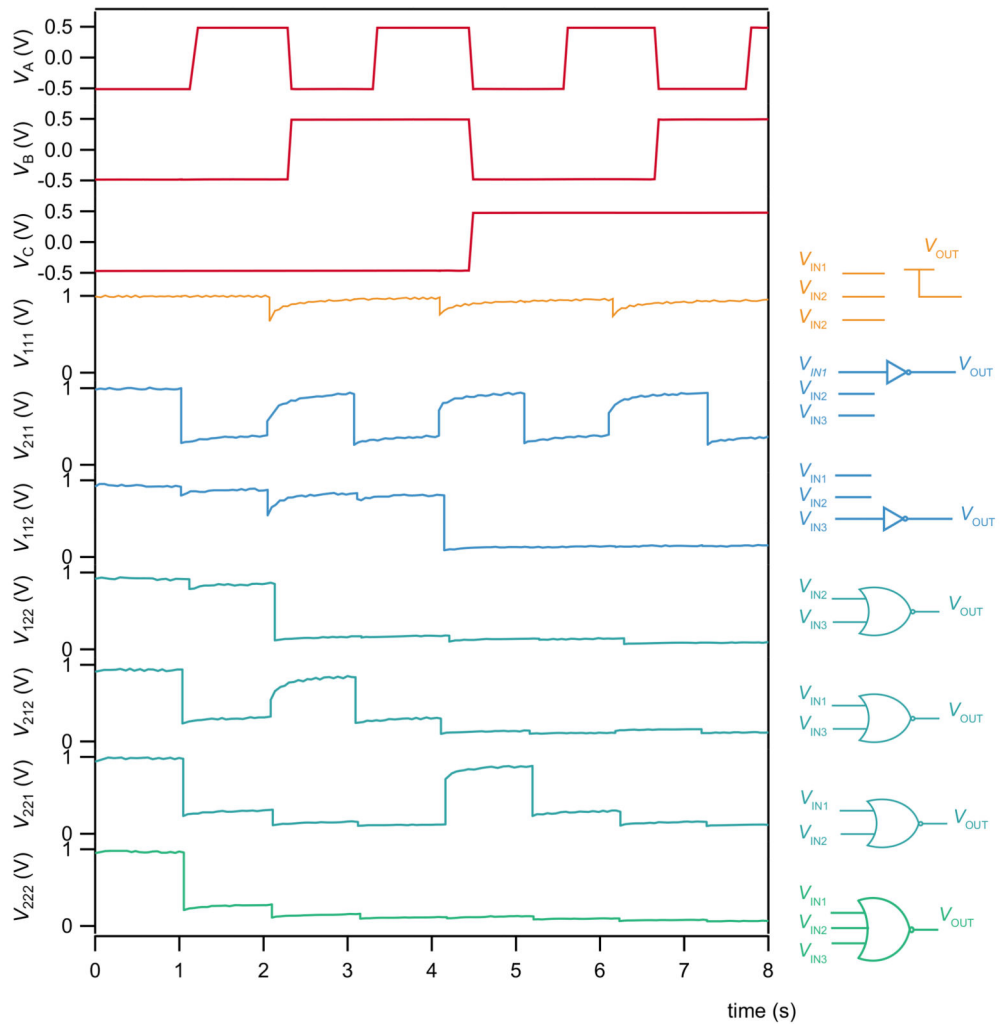 V_A (V)
0.5
0.0
-0.5
V_B (V)
0.5
0.0
-0.5
V_C (V)
0.5
0.0
-0.5
V_111 (V)
1
0
V_211 (V)
1
0
V_112 (V)
1
0
V_122 (V)
1
0
V_212 (V)
1
0
V_221 (V)
1
0
V_222 (V)
1
0
0 1 2 3 4 5 6 7 8
time (s)
V_IN1 V_OUT
V_IN2
V_IN2
V_IN1 V_OUT
V_IN2
V_IN3
V_IN1
V_IN2
V_IN3 V_OUT
V_IN2 V_OUT
V_IN3
V_IN1 V_OUT
V_IN3
V_IN1 V_OUT
V_IN2
V_IN1 V_OUT
V_IN2
V_IN3